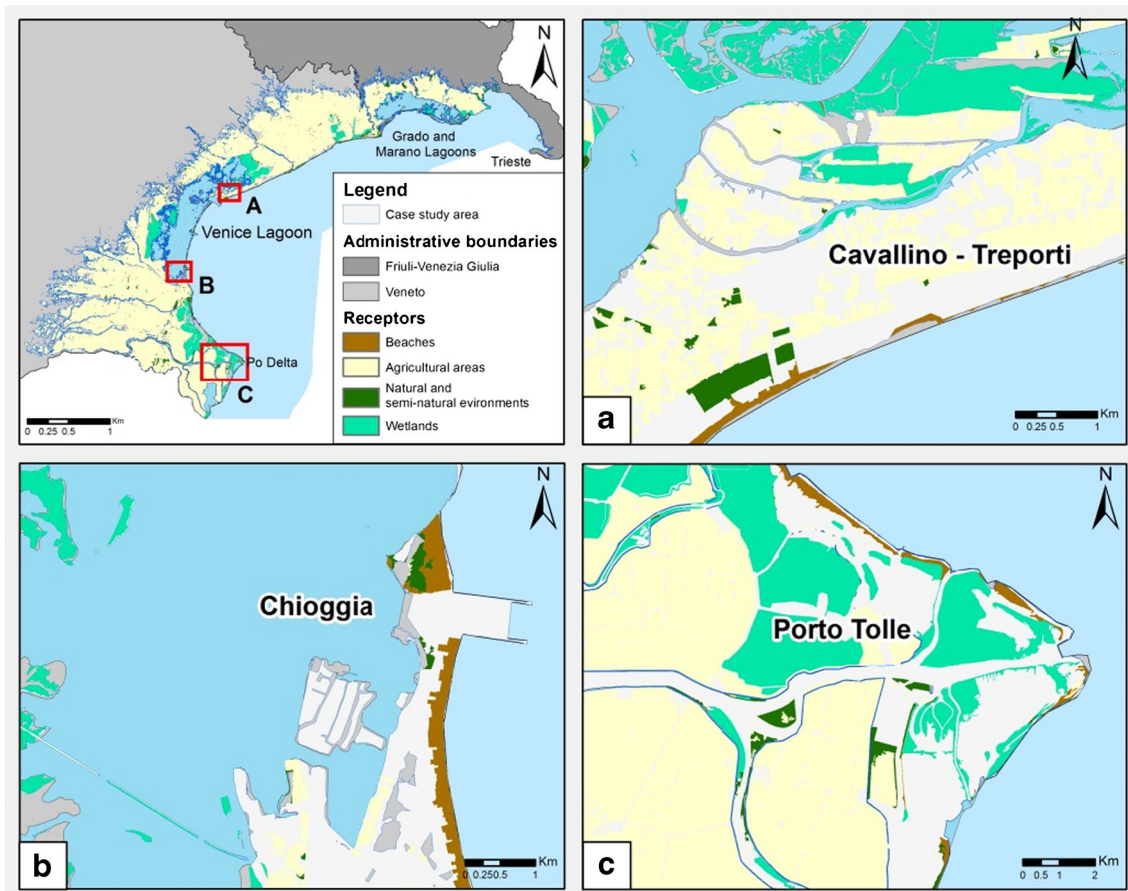 N
Grado and
Marano Lagoons
Trieste
A
Venice Lagoon
B
Po Delta
C
Km
0 0.25 0.5 1
Legend
Case study area
Administrative boundaries
Friuli-Venezia Giulia
Veneto
Receptors
Beaches
Agricultural areas
Natural and
semi-natural evironments
Wetlands
N
Cavallino - Treporti
a
Km
0 0.25 0.5 1
N
Chioggia
b
Km
0 0.250.5 1
N
Porto Tolle
c
Km
0 0.5 1 2